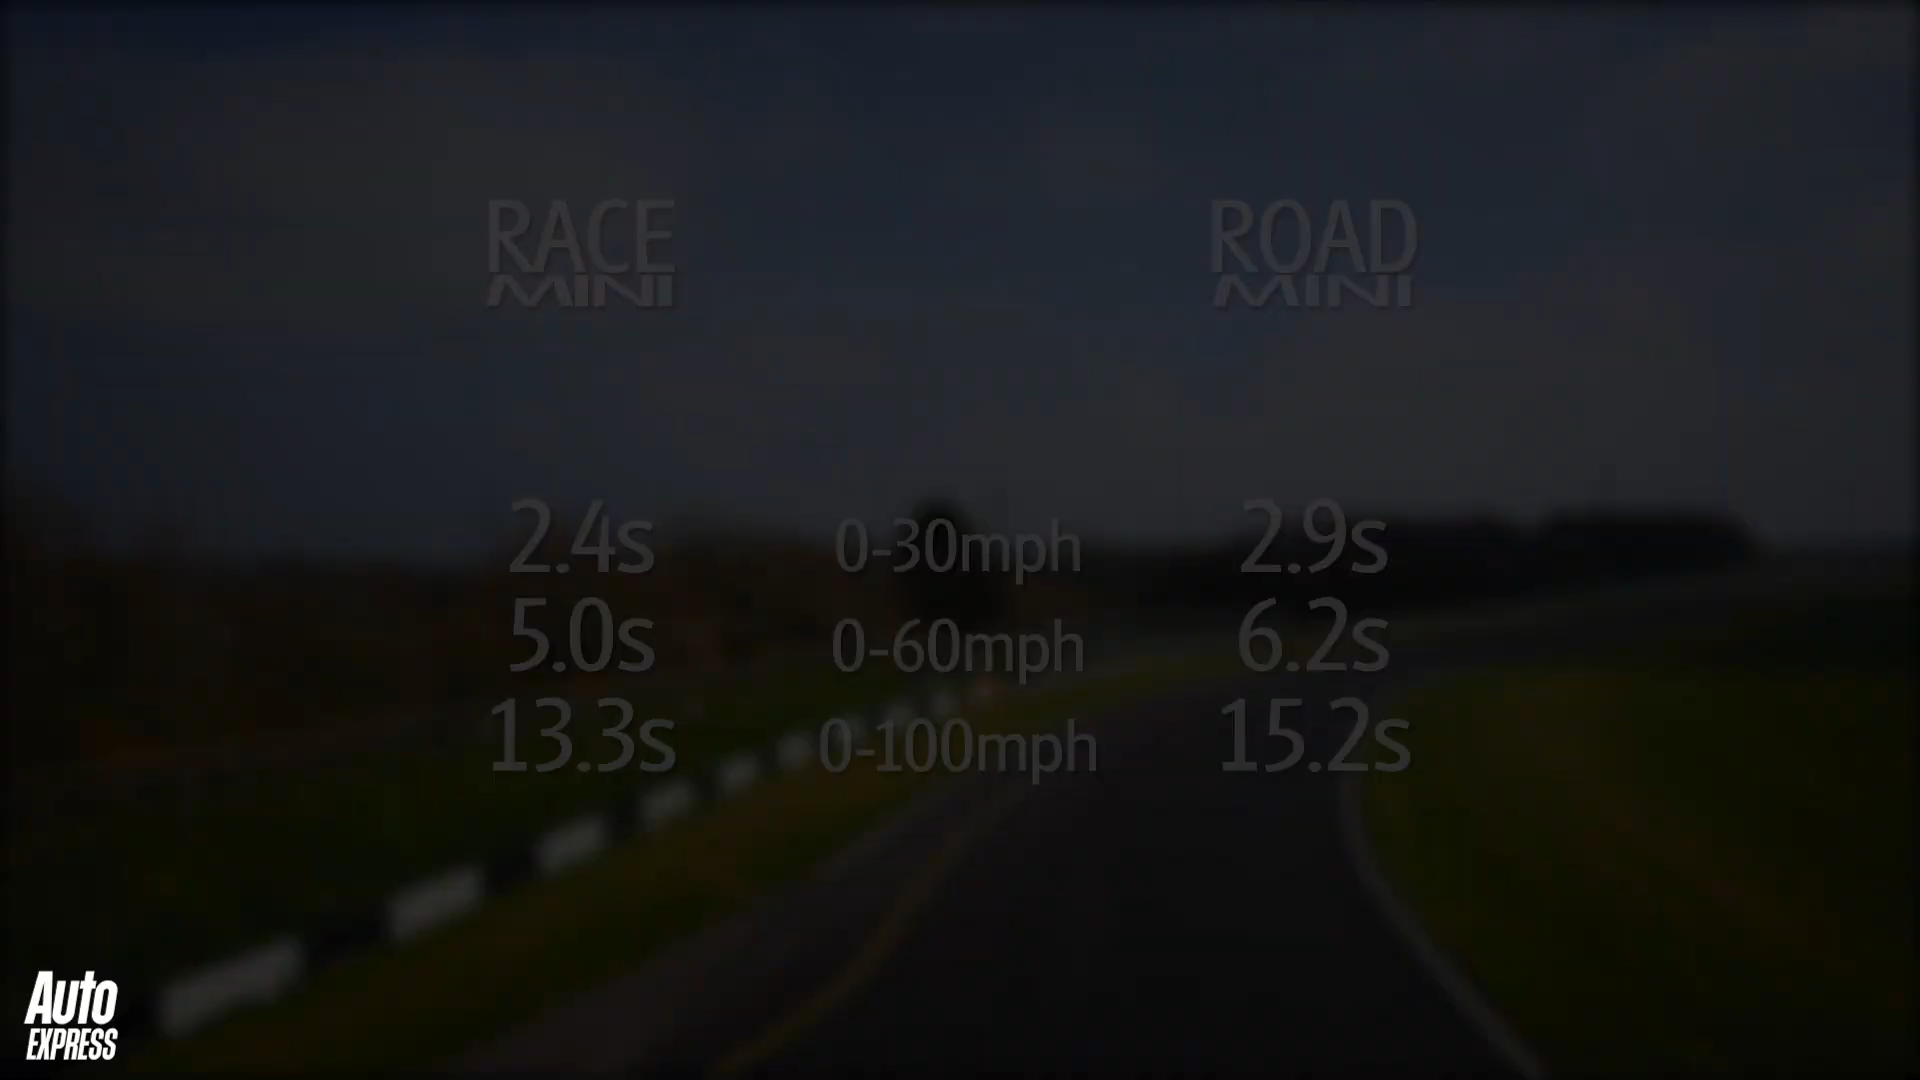 RACE ROAD
MINI MINI
2.4s 0-30mph 2.9s
5.0s 0-60mph 6.2s
13.3s 0-100mph 15.2s
Auto
EXPRESS